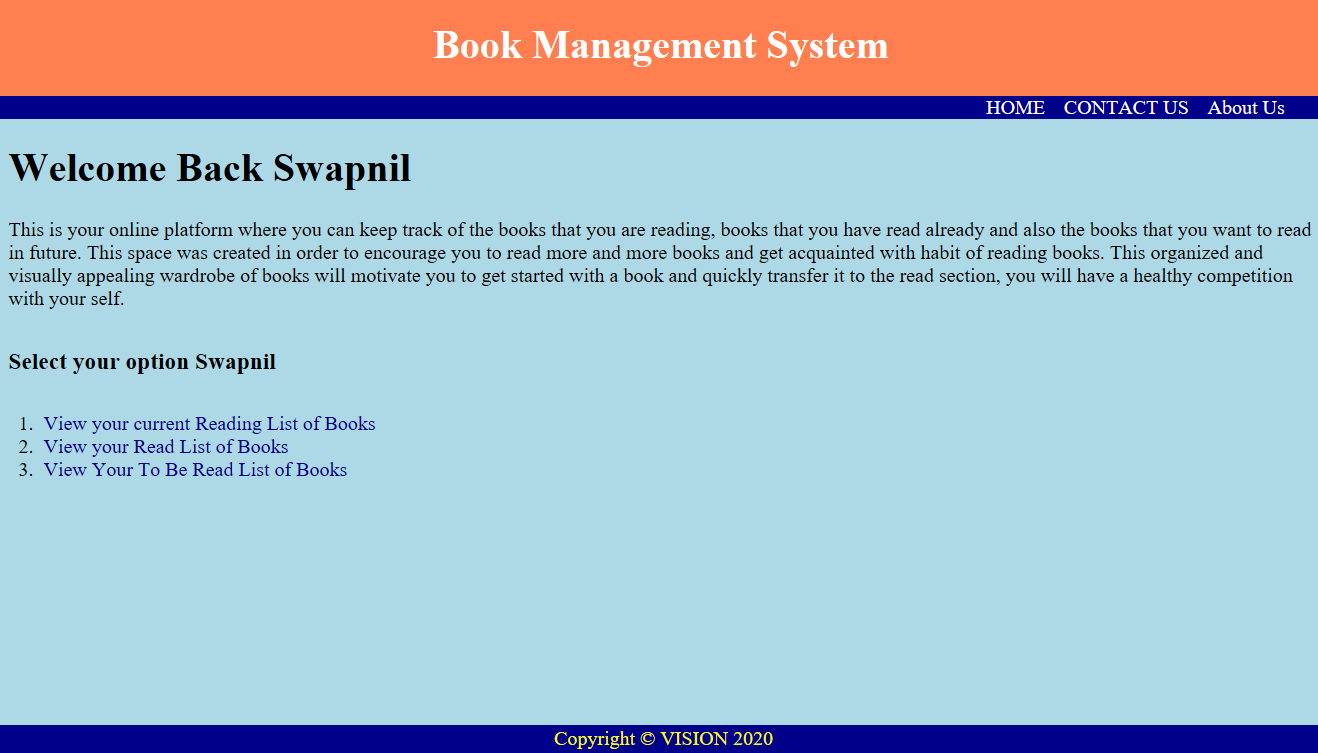 Book Management System
HOME CONTACT US About Us
Welcome Back Swapnil
This is your online platform where you can keep track of the books that you are reading, books that you have read already and also the books that you want to read
in future. This space was created in order to encourage you to read more and more books and get acquainted with habit of reading books. This organized and
visually appealing wardrobe of books will motivate you to get started with a book and quickly transfer it to the read section, you will have a healthy competition
with your self.
Select your option Swapnil
1. View your current Reading List of Books
2. View your Read List of Books
3. View Your To Be Read List of Books
Copyright © VISION 2020